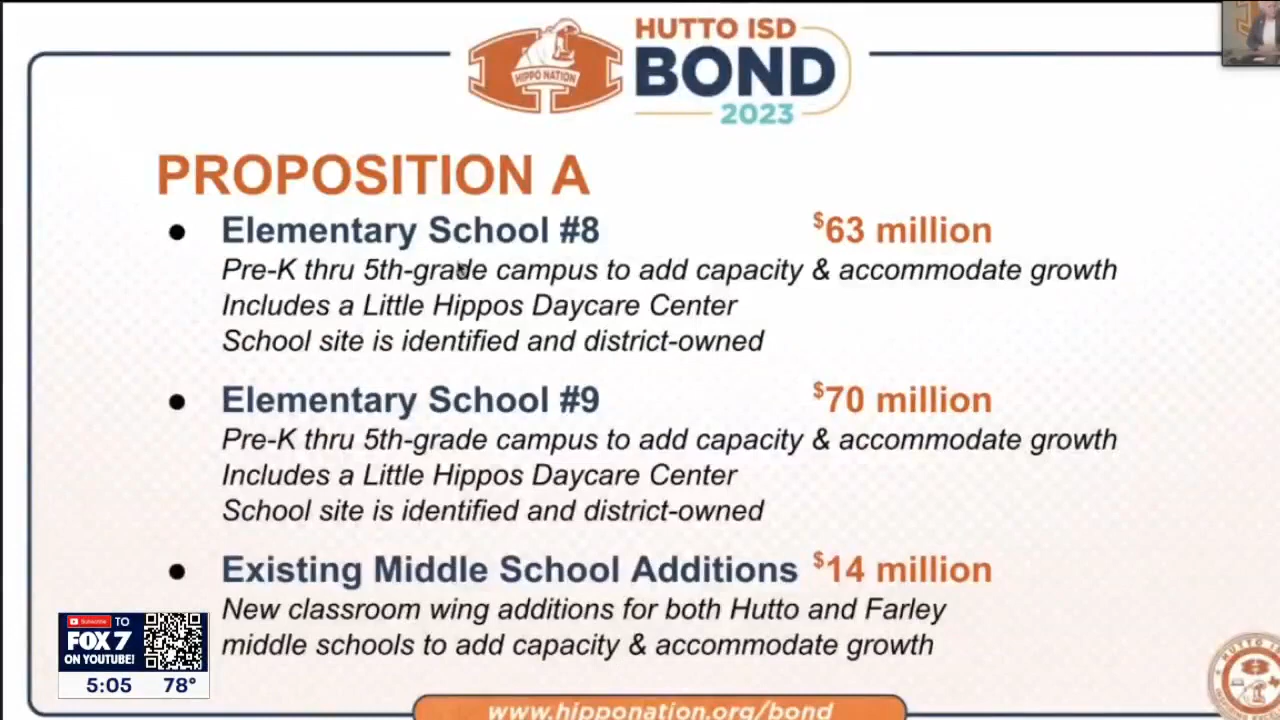 HUTTO ISD
BOND
2023
HIPPO NATION
PROPOSITION A
● Elementary School #8 $63 million
Pre-K thru 5th-grade campus to add capacity & accommodate growth
Includes a Little Hippos Daycare Center
School site is identified and district-owned
● Elementary School #9 $70 million
Pre-K thru 5th-grade campus to add capacity & accommodate growth
Includes a Little Hippos Daycare Center
School site is identified and district-owned
● Existing Middle School Additions $14 million
New classroom wing additions for both Hutto and Farley
middle schools to add capacity & accommodate growth
Subscribe TO
FOX 7
ON YOUTUBE!
5:05 78°
www.hipponation.org/bond
HUTTO IS